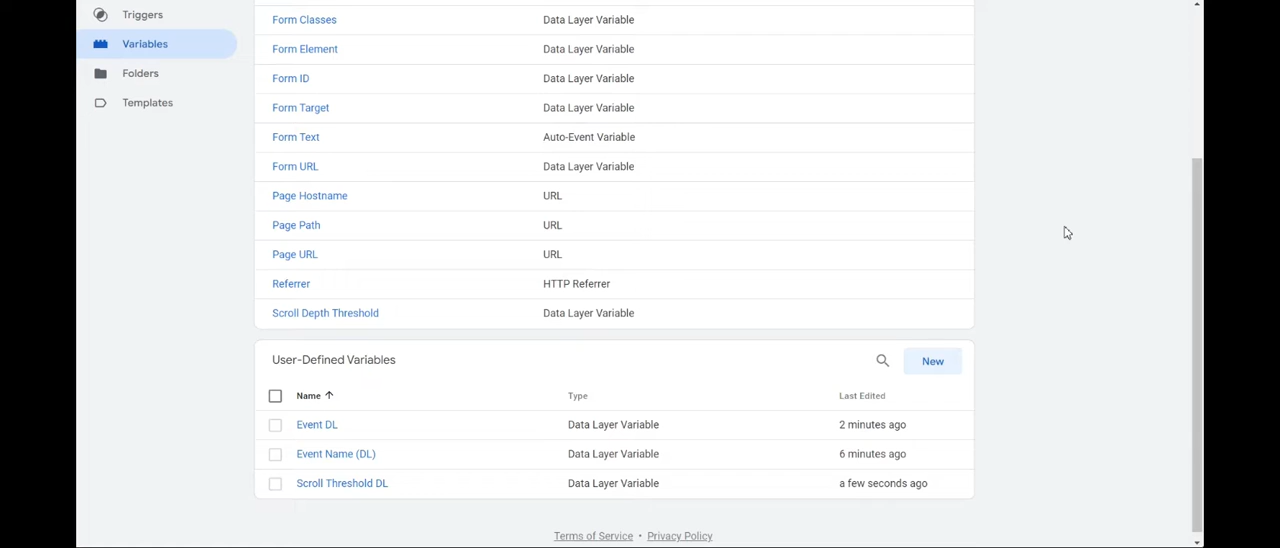 Triggers
Variables
Folders
Templates
Form Classes Data Layer Variable
Form Element Data Layer Variable
Form ID Data Layer Variable
Form Target Data Layer Variable
Form Text Auto-Event Variable
Form URL Data Layer Variable
Page Hostname URL
Page Path URL
Page URL URL
Referrer HTTP Referrer
Scroll Depth Threshold Data Layer Variable
User-Defined Variables New
Name Type Last Edited
Event DL Data Layer Variable 2 minutes ago
Event Name (DL) Data Layer Variable 6 minutes ago
Scroll Threshold DL Data Layer Variable a few seconds ago
Terms of Service • Privacy Policy